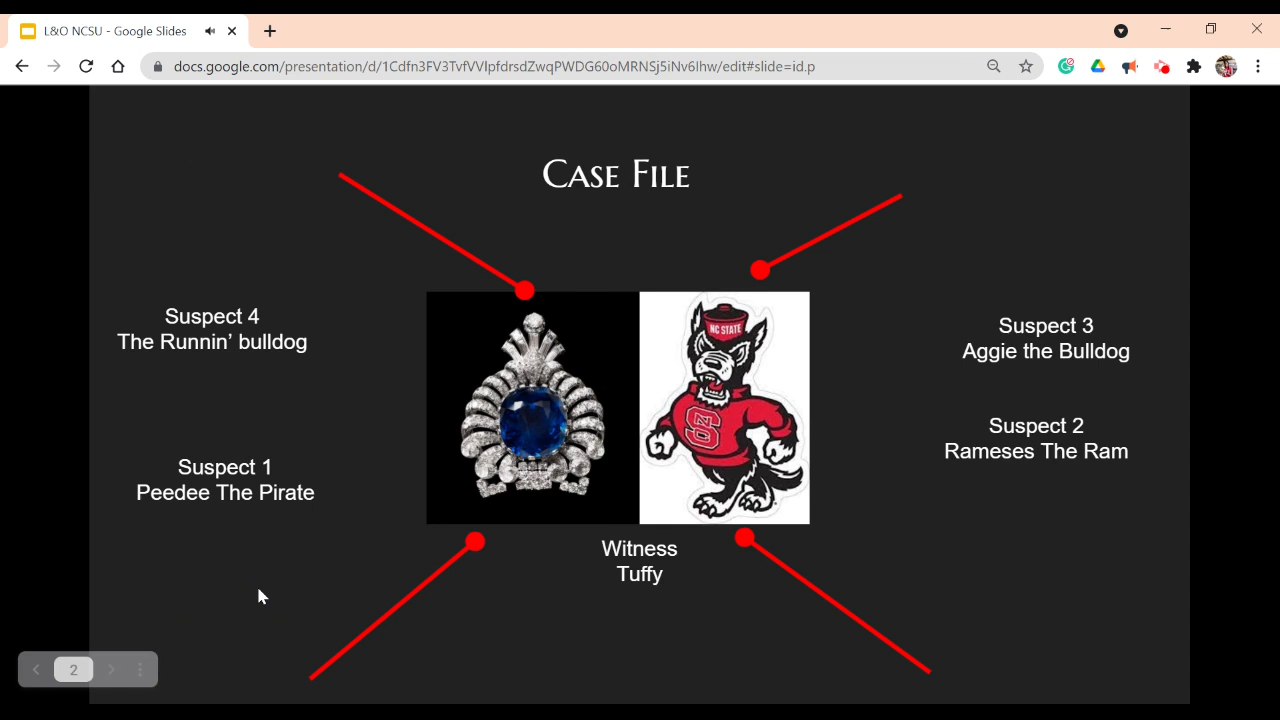 L&O NCSU - Google Slides
docs.google.com/presentation/d/1Cdfn3FV3TvfVVIpfdrsdZwqPWDG60oMRNSj5iNv6Ihw/edit#slide=id.p
Case File
Suspect 4
The Runnin’ bulldog
Suspect 3
Aggie the Bulldog
NC STATE
S
Suspect 2
Rameses The Ram
Suspect 1
Peedee The Pirate
Witness
Tuffy
2